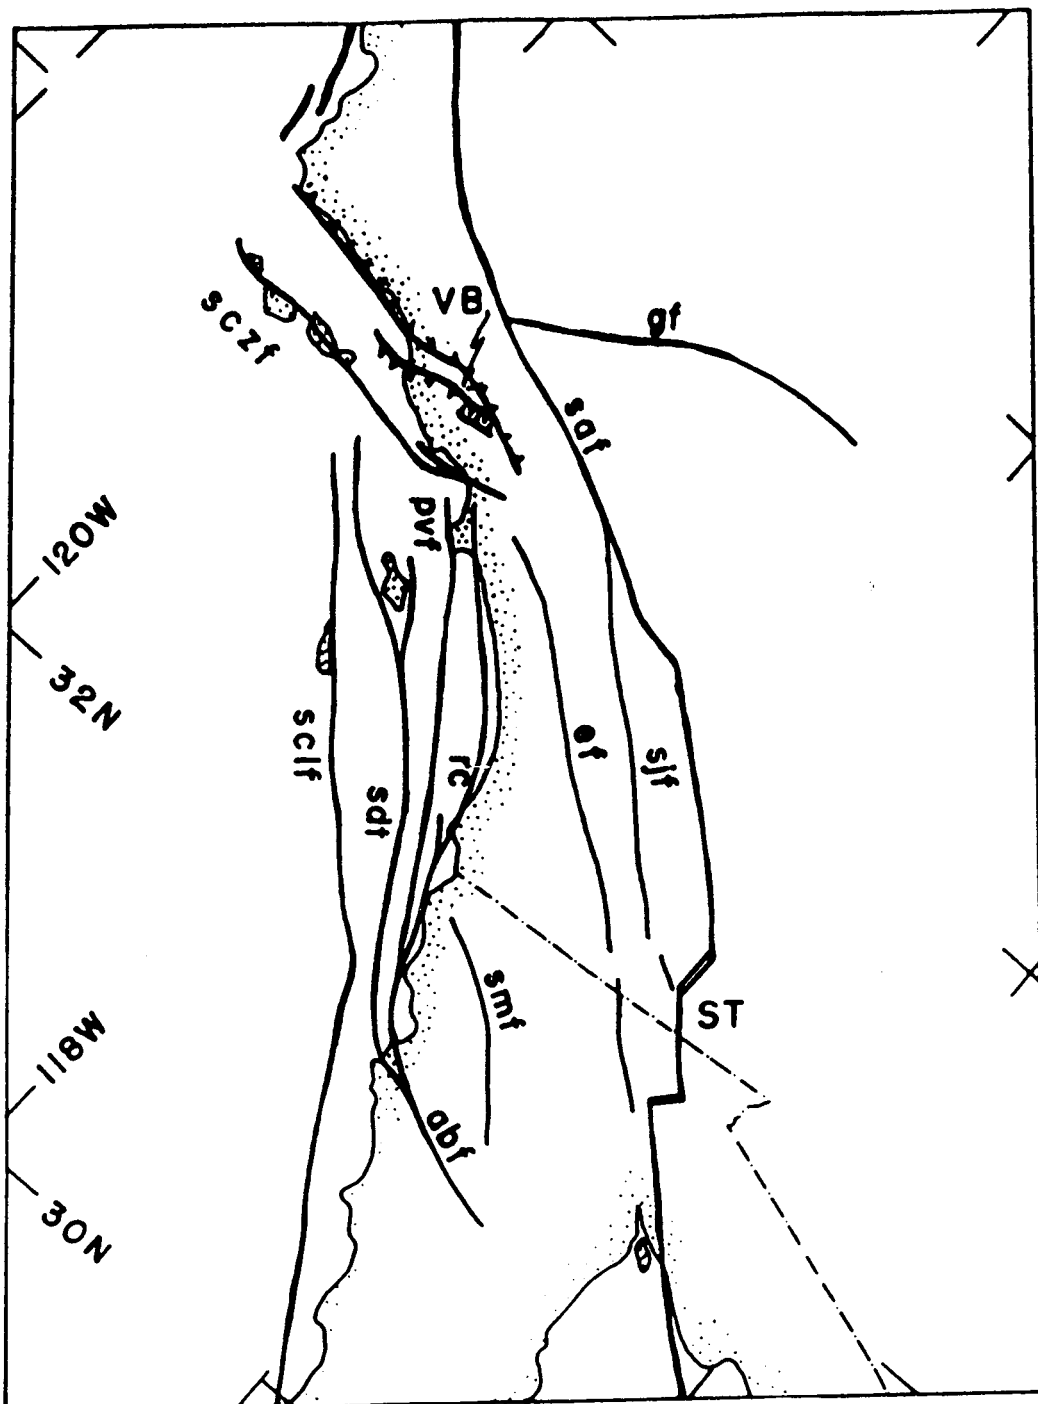 VB
gf
sczf
saf
pvf
120W
32N
sclf
sdt
rc
ef
sjf
smf
ST
118W
abf
30N